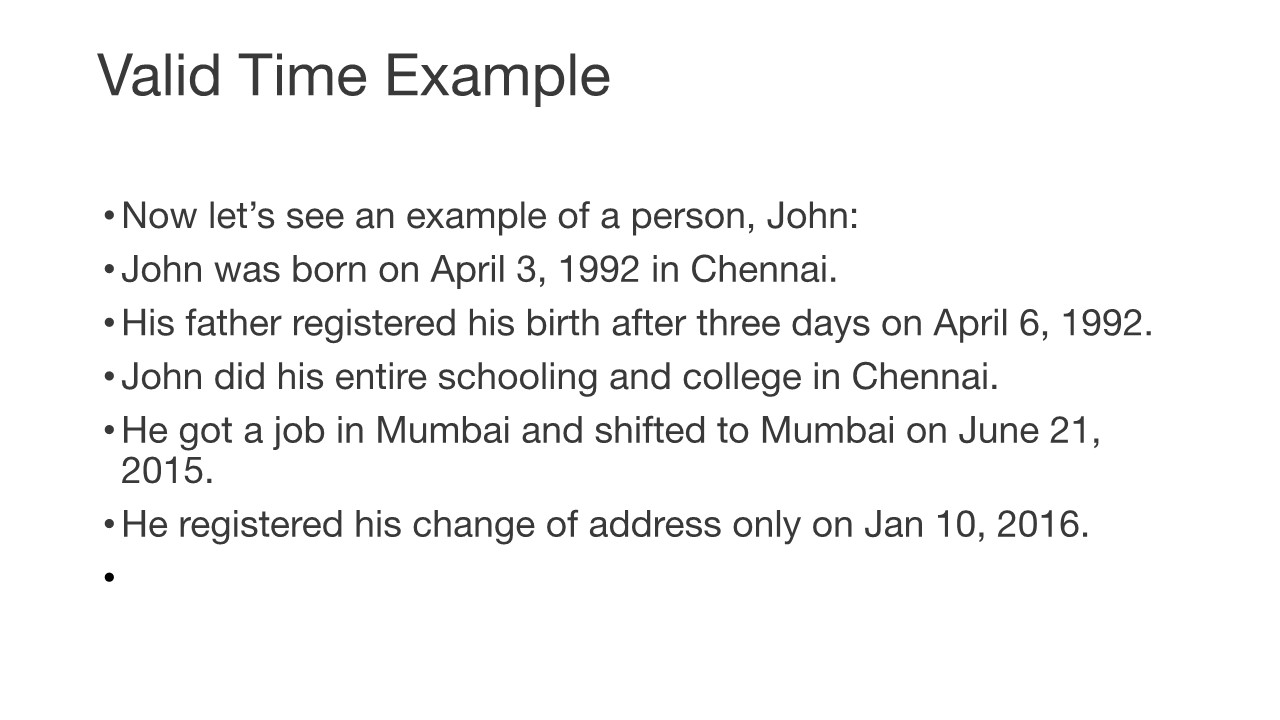 Valid Time Example
•Now let’s see an example of a person, John:
•John was born on April 3, 1992 in Chennai.
•His father registered his birth after three days on April 6, 1992.
•John did his entire schooling and college in Chennai.
•He got a job in Mumbai and shifted to Mumbai on June 21,
2015.
•He registered his change of address only on Jan 10, 2016.
•